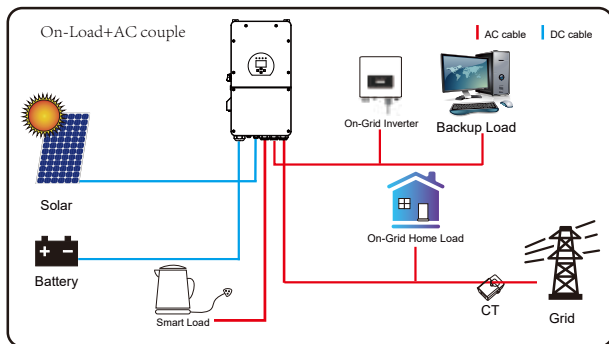 On-Load+AC couple
AC cable
DC cable
On-Grid Inverter
Backup Load
Solar
On-Grid Home Load
Battery
Smart Load
CT
Grid